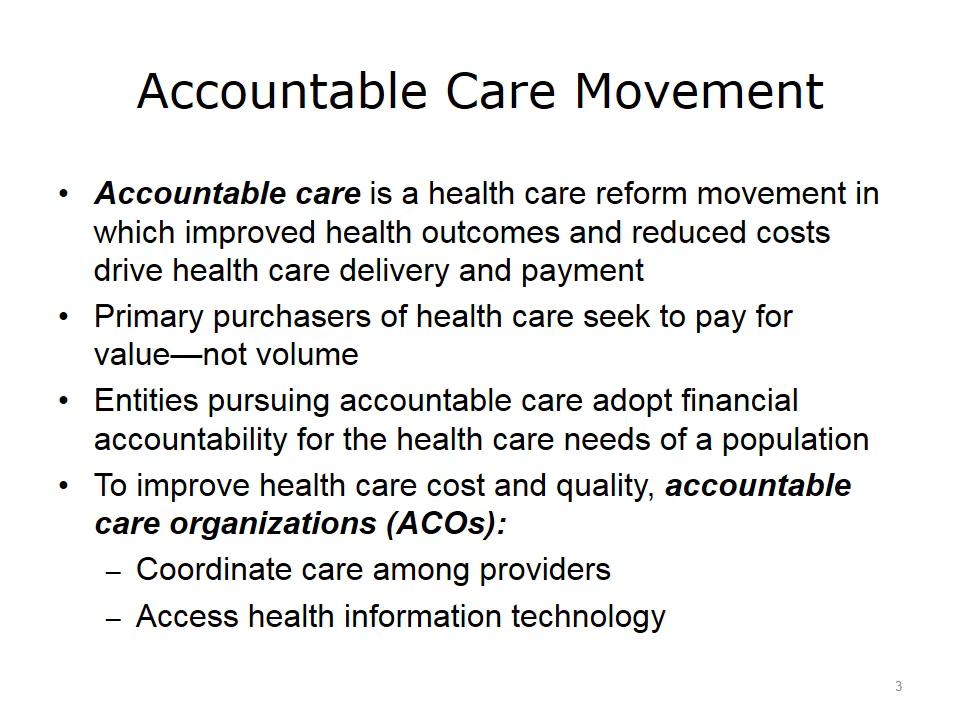 Accountable Care Movement
• Accountable care is a health care reform movement in
which improved health outcomes and reduced costs
drive health care delivery and payment
• Primary purchasers of health care seek to pay for
value—not volume
• Entities pursuing accountable care adopt financial
accountability for the health care needs of a population
• To improve health care cost and quality, accountable
care organizations (ACOs):
– Coordinate care among providers
– Access health information technology
3